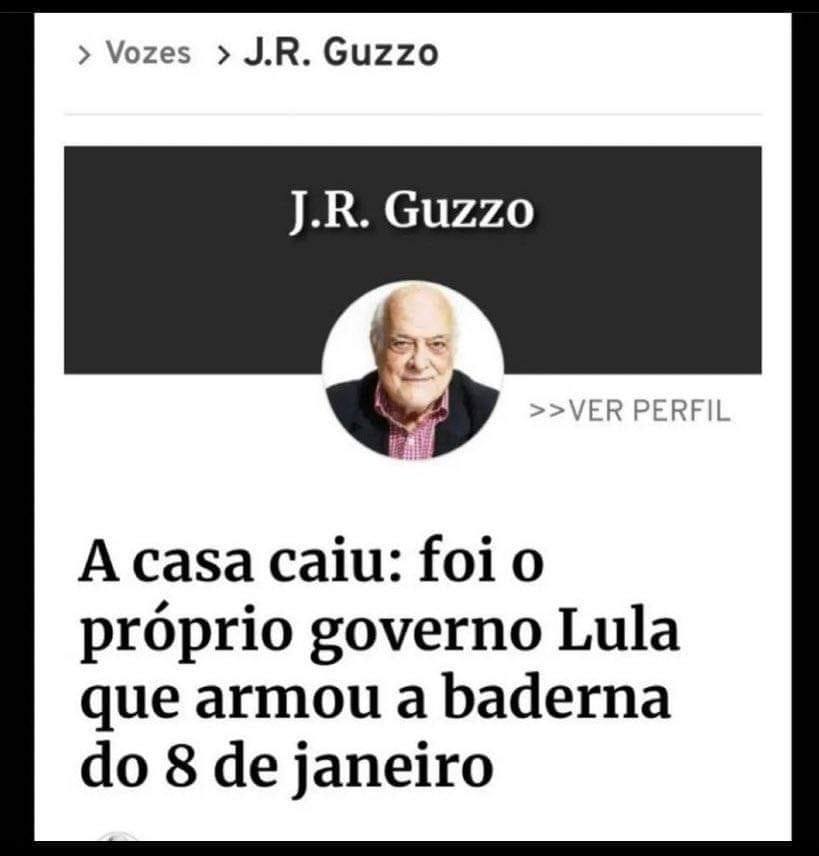 > Vozes > J.R. Guzzo
J.R. Guzzo
>>VER PERFIL
A casa caiu: foi o
próprio governo Lula
que armou a baderna
do 8 de janeiro